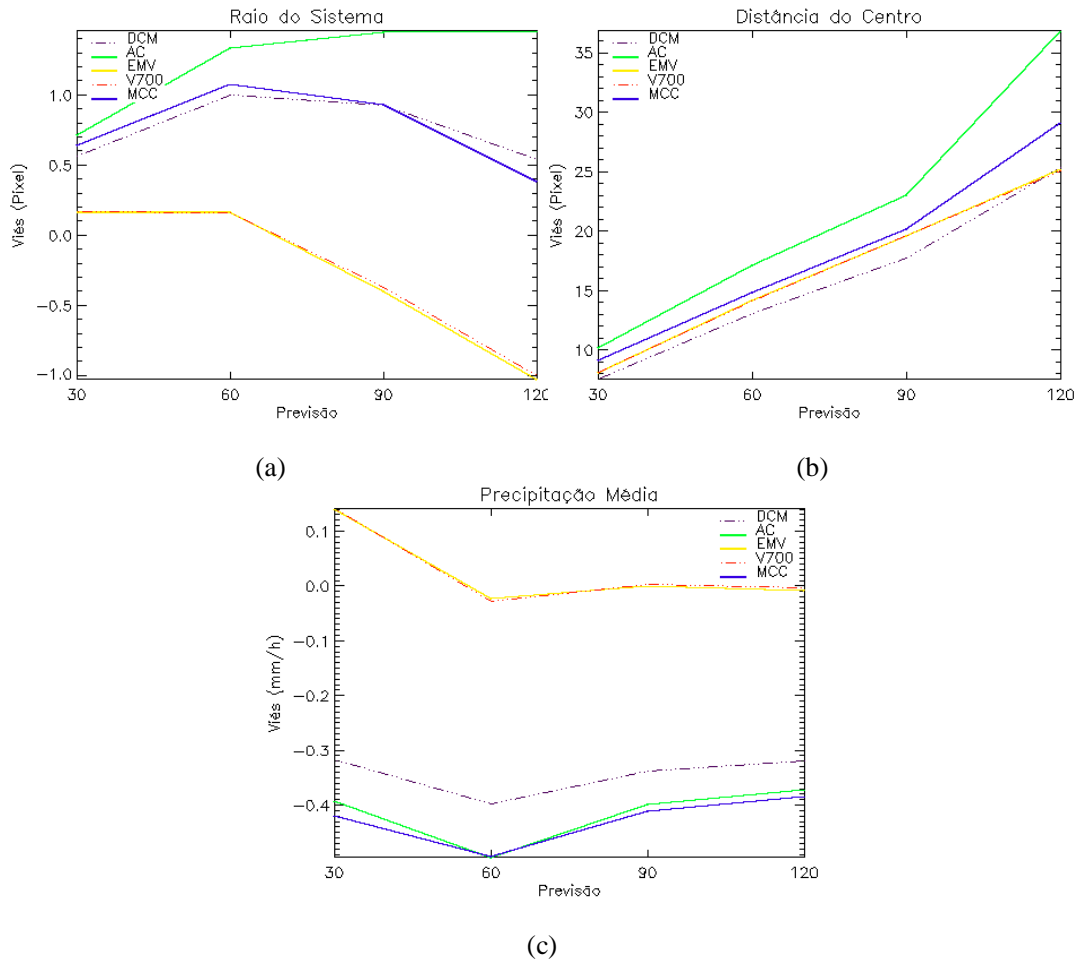 Raio do Sistema
DCM
AC
EMV
V700
MCC
1.0
0.5
0.0
−0.5
−1.0
Viés (Pixel)
30 60 90 120
Previsão
(a)
Distância do Centro
DCM
AC
EMV
V700
MCC
35
30
25
20
15
10
Viés (Pixel)
30 60 90 120
Previsão
(b)
Precipitação Média
DCM
AC
EMV
V700
MCC
0.1
0.0
−0.1
−0.2
−0.3
−0.4
Viés (mm/h)
30 60 90 120
Previsão
(c)